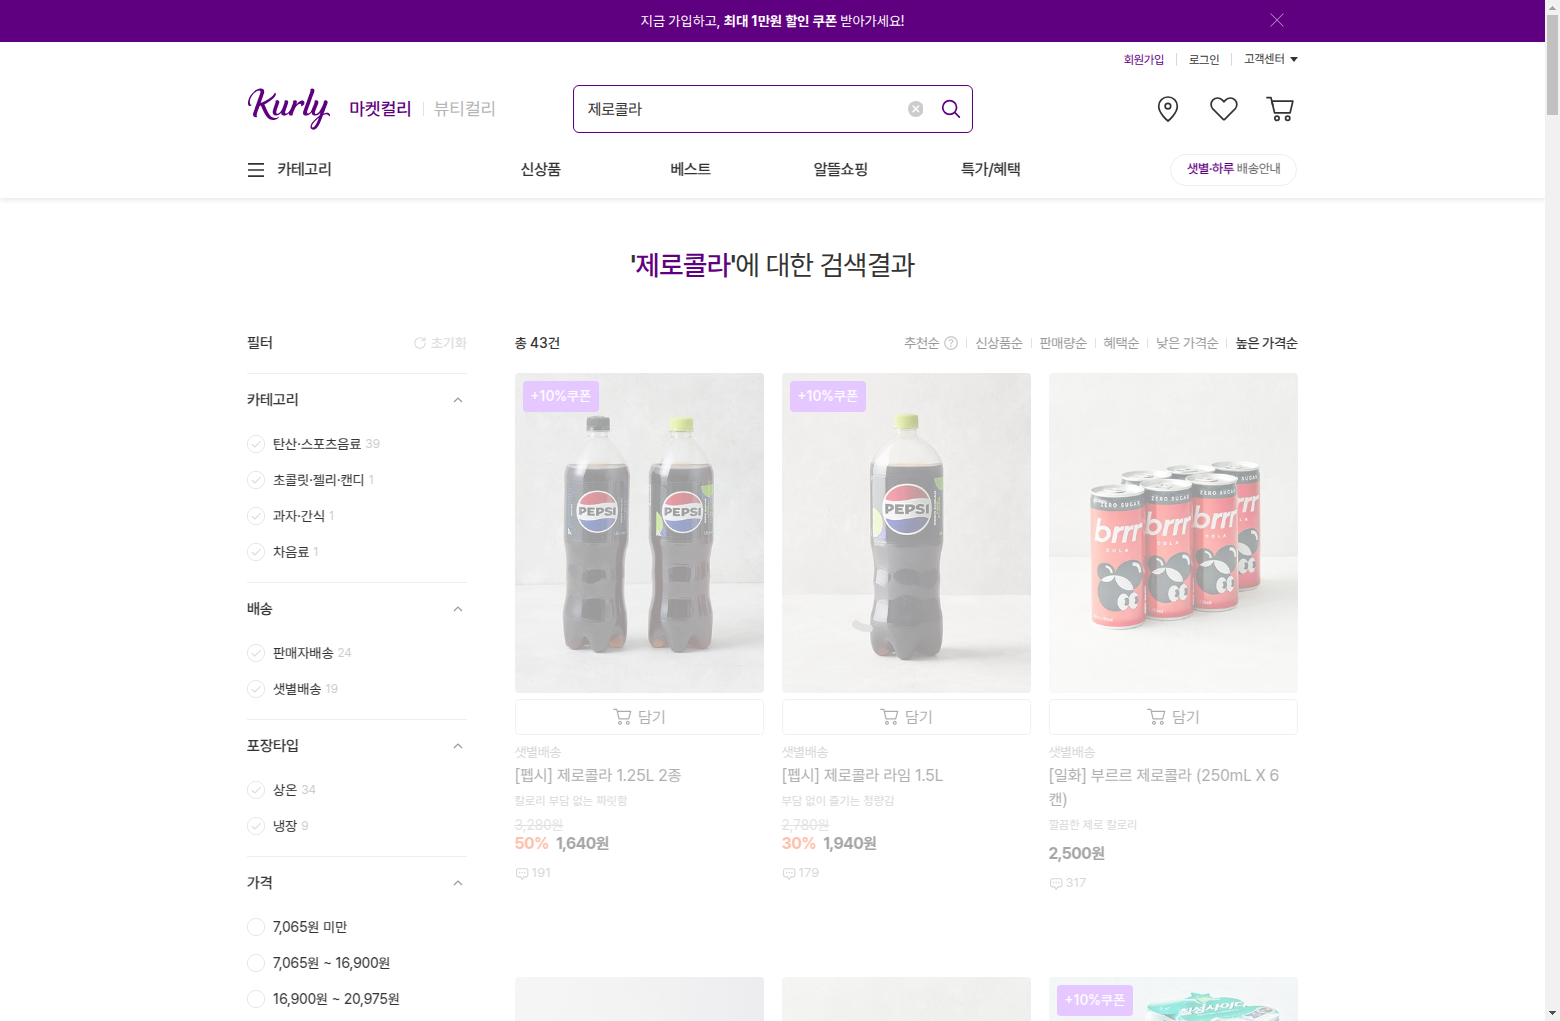 지금 가입하고, 최대 1만원 할인 쿠폰 받아가세요!
회원가입
로그인
고객센터
Kurly
마켓컬리
뷰티컬리
제로콜라
카테고리
신상품
베스트
알뜰쇼핑
특가/혜택
샛별·하루 배송안내
'제로콜라'에 대한 검색결과
필터
초기화
총 43건
추천순
신상품순
판매량순
혜택순
낮은 가격순
높은 가격순
카테고리
탄산·스포츠음료 39
초콜릿·젤리·캔디 1
과자·간식 1
차음료 1
배송
판매자배송 24
샛별배송 19
포장타입
상온 34
냉장 9
가격
7,065원 미만
7,065원 ~ 16,900원
16,900원 ~ 20,975원
+10%쿠폰
PEPSI
PEPSI
담기
샛별배송
[펩시] 제로콜라 1.25L 2종
칼로리 부담 없는 짜릿함
3,280원
50% 1,640원
191
+10%쿠폰
PEPSI
담기
샛별배송
[펩시] 제로콜라 라임 1.5L
부담 없이 즐기는 청량감
2,780원
30% 1,940원
179
ZERO SUGAR
ZERO SUGAR
brrr
brrr
brrr
COLA
담기
샛별배송
[일화] 부르르 제로콜라 (250mL X 6
캔)
깔끔한 제로 칼로리
2,500원
317
+10%쿠폰
칠성사이다